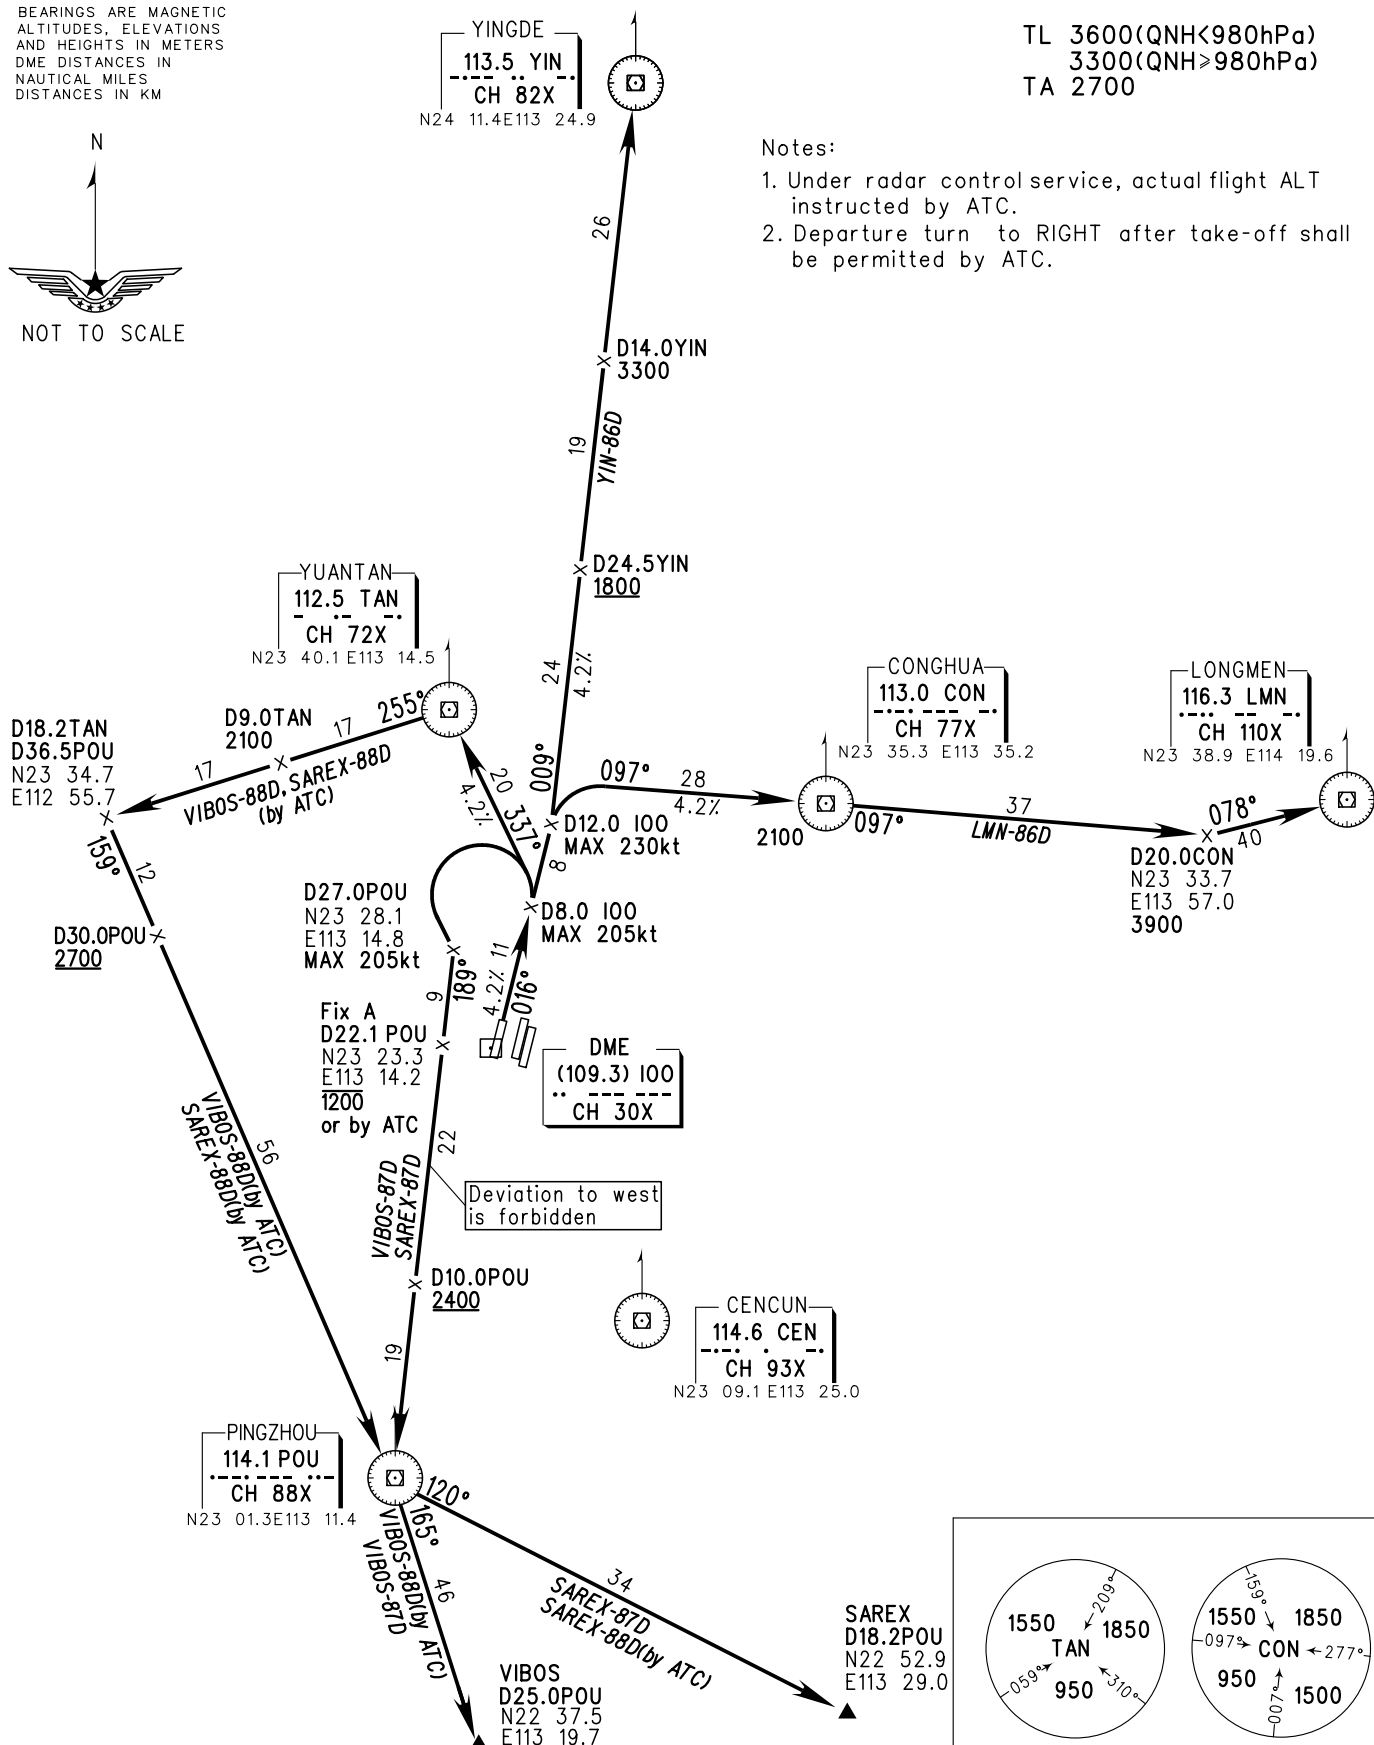 BEARINGS ARE MAGNETIC
ALTITUDES, ELEVATIONS
AND HEIGHTS IN METERS
DME DISTANCES IN
NAUTICAL MILES
DISTANCES IN KM
N
NOT TO SCALE
YINGDE
113.5 YIN
-·-- ·· -·
CH 82X
N24 11.4E113 24.9
TL 3600(QNH<980hPa)
3300(QNH≥980hPa)
TA 2700
Notes:
1. Under radar control service, actual flight ALT
instructed by ATC.
2. Departure turn to RIGHT after take-off shall
be permitted by ATC.
26
D14.0YIN
3300
19
YIN-86D
D24.5YIN
1800
24
4.2%
009°
YUANTAN
112.5 TAN
- ·- -·
CH 72X
N23 40.1 E113 14.5
255°
17
D9.0TAN
2100
17
VIBOS-88D, SAREX-88D
(by ATC)
D18.2TAN
D36.5POU
N23 34.7
E112 55.7
20
4.2%
337°
CONGHUA
113.0 CON
-·-· --- -·
CH 77X
N23 35.3 E113 35.2
LONGMEN
116.3 LMN
·-·· -- -·
CH 110X
N23 38.9 E114 19.6
097°
28
4.2%
2100
097°
37
LMN-86D
078°
40
D20.0CON
N23 33.7
E113 57.0
3900
D12.0 IOO
MAX 230kt
8
D8.0 IOO
MAX 205kt
159°
12
D30.0POU
2700
D27.0POU
N23 28.1
E113 14.8
MAX 205kt
189°
9
4.2% 11
016°
Fix A
D22.1 POU
N23 23.3
E113 14.2
1200
or by ATC
DME
(109.3) IOO
·· --- ---
CH 30X
22
VIBOS-87D
SAREX-87D
Deviation to west
is forbidden
56
VIBOS-88D(by ATC)
SAREX-88D(by ATC)
D10.0POU
2400
19
CENCUN
114.6 CEN
-·-· · -·
CH 93X
N23 09.1 E113 25.0
PINGZHOU
114.1 POU
·--· --- ··-
CH 88X
N23 01.3E113 11.4
120°
165°
VIBOS-88D(by ATC)
VIBOS-87D
46
34
SAREX-87D
SAREX-88D(by ATC)
VIBOS
D25.0POU
N22 37.5
E113 19.7
SAREX
D18.2POU
N22 52.9
E113 29.0
1550
209°
1850
TAN
059°
950
310°
159°
1550
1850
097°
CON
277°
950
007°
1500